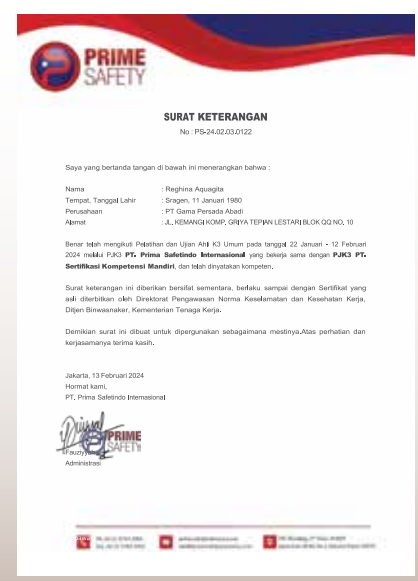 PRIME
SAFETY
SURAT KETERANGAN
No : PS-24.02.03.0122
Saya yang bertanda tangan di bawah ini menerangkan bahwa :
Nama : Reghina Aquagita
Tempat, Tanggal Lahir : Sragen, 11 Januari 1980
Perusahaan : PT Gama Persada Abadi
Alamat : JL, KEMANGI KOMP, GRIYA TEPIAN LESTARI BLOK QQ NO, 10
Benar telah mengikuti Pelatihan dan Ujian Ahli K3 Umum pada tanggal 22 Januari - 12 Februari
2024 melalui PJK3 PT. Prima Safetindo Internasional yang bekerja sama dengan PJK3 PT.
Sertifikasi Kompetensi Mandiri, dan telah dinyatakan kompeten.
Surat keterangan ini diberikan bersifat sementara, berlaku sampai dengan Sertifikat yang
asli diterbitkan oleh Direktorat Pengawasan Norma Keselamatan dan Kesehatan Kerja,
Ditjen Binwasnaker, Kementerian Tenaga Kerja.
Demikian surat ini dibuat untuk dipergunakan sebagaimana mestinya.Atas perhatian dan
kerjasamanya terima kasih.
Jakarta, 13 Februari 2024
Hormat kami,
PT. Prima Safetindo Internasional
PRIME
SAFETY
Administrasi